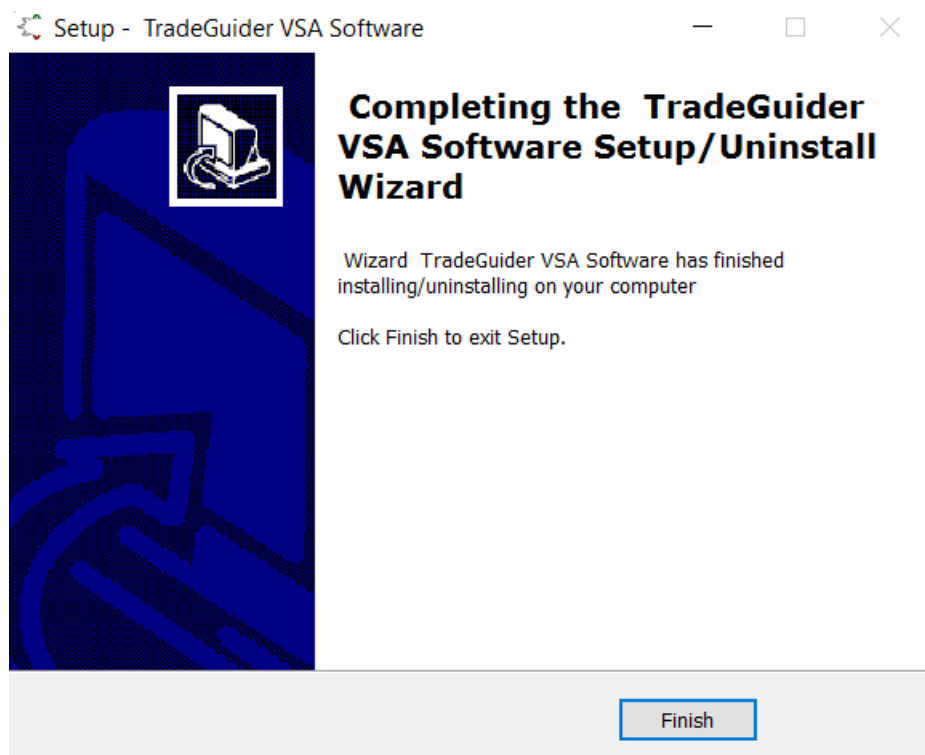 Setup - TradeGuider VSA Software
Completing the TradeGuider
VSA Software Setup/Uninstall
Wizard
Wizard TradeGuider VSA Software has finished
installing/uninstalling on your computer
Click Finish to exit Setup.
Finish